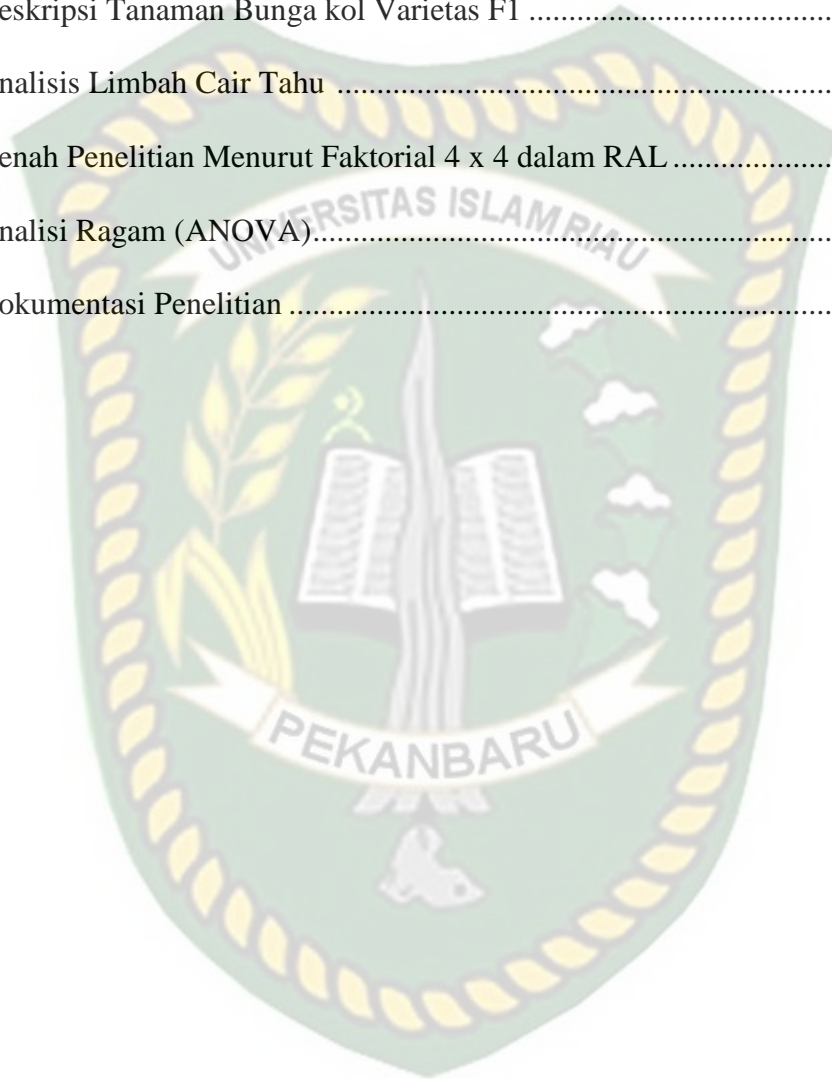 eskripsi Tanaman Bunga kol Varietas F1 ........................................
nalisis Limbah Cair Tahu ................................................................
enah Penelitian Menurut Faktorial 4 x 4 dalam RAL .....................
UNIVERSITAS ISLAM RIAU
nalisi Ragam (ANOVA)...................................................................
okumentasi Penelitian ......................................................................
PEKANBARU